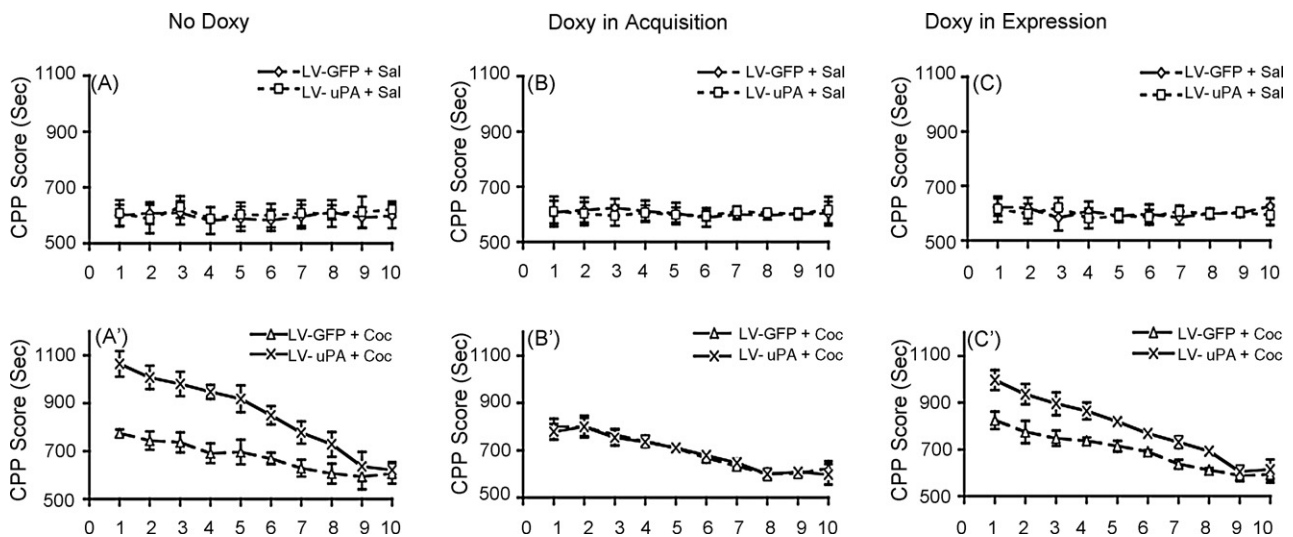 No Doxy
Doxy in Acquisition
Doxy in Expression
(A)
LV-GFP + Sal
LV- uPA + Sal
CPP Score (Sec)
1100
900
700
500
0 1 2 3 4 5 6 7 8 9 10
(B)
LV-GFP + Sal
LV- uPA + Sal
CPP Score (Sec)
1100
900
700
500
0 1 2 3 4 5 6 7 8 9 10
(C)
LV-GFP + Sal
LV- uPA + Sal
CPP Score (Sec)
1100
900
700
500
0 1 2 3 4 5 6 7 8 9 10
(A')
LV-GFP + Coc
LV- uPA + Coc
CPP Score (Sec)
1100
900
700
500
0 1 2 3 4 5 6 7 8 9 10
(B')
LV-GFP + Coc
LV- uPA + Coc
CPP Score (Sec)
1100
900
700
500
0 1 2 3 4 5 6 7 8 9 10
(C')
LV-GFP + Coc
LV- uPA + Coc
CPP Score (Sec)
1100
900
700
500
0 1 2 3 4 5 6 7 8 9 10